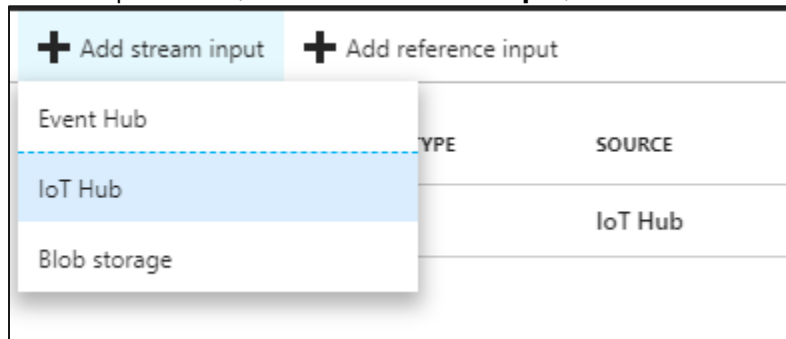 Add stream input Add reference input
Event Hub
YPE SOURCE
IoT Hub
IoT Hub
Blob storage